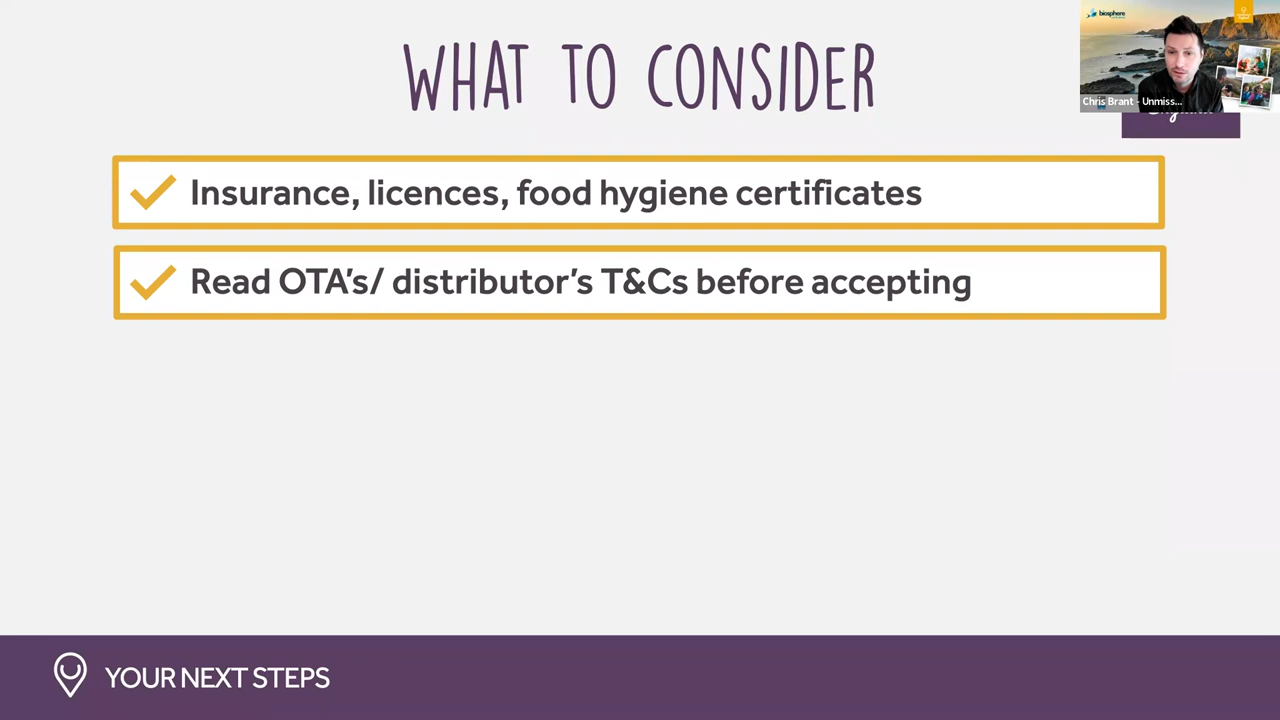 WHAT TO CONSIDER
biosphere
Chris Brant - Unmiss...
Insurance, licences, food hygiene certificates
Read OTA's/ distributor's T&Cs before accepting
YOUR NEXT STEPS